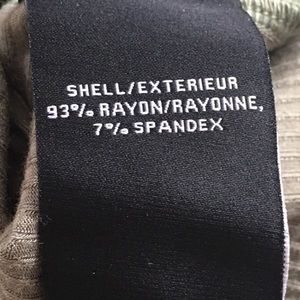 SHELL/EXTERIEUR
93% RAYON/RAYONNE,
7% SPANDEX